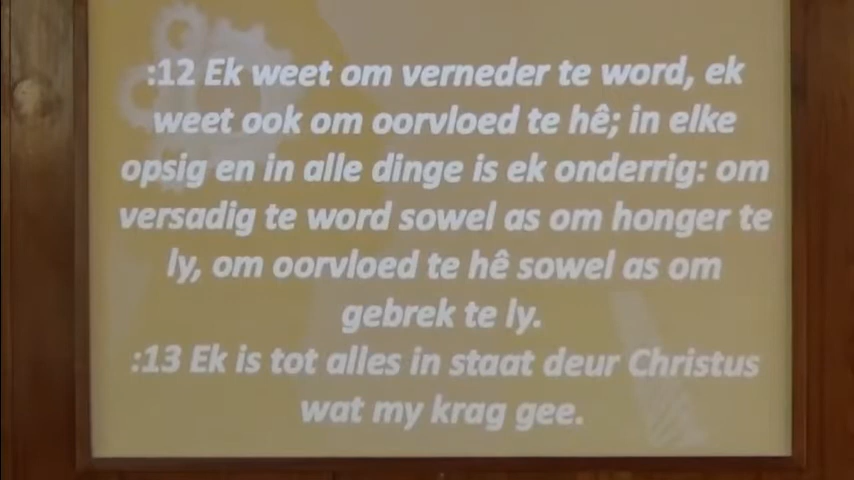 :12 Ek weet om verneder te word, ek
weet ook om oorvloed te hê; in elke
opsig en in alle dinge is ek onderrig: om
versadig te word sowel as om honger te
ly, om oorvloed te hê sowel as om
gebrek te ly.
:13 Ek is tot alles in staat deur Christus
wat my krag gee.